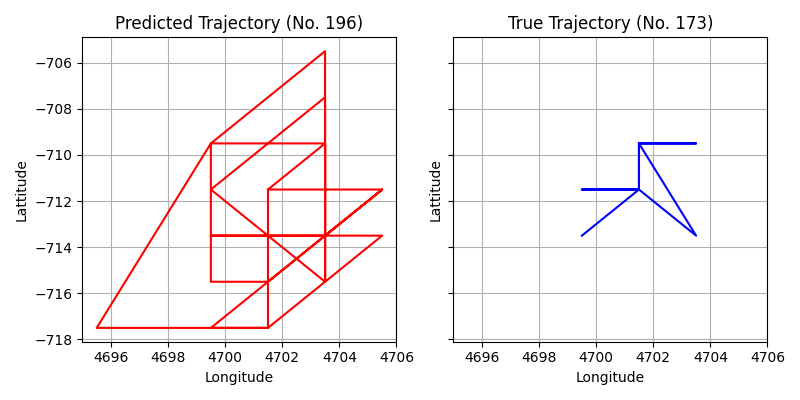 Predicted Trajectory (No. 196)
True Trajectory (No. 173)
Lattitude
−706
−708
−710
−712
−714
−716
−718
4696 4698 4700 4702 4704 4706
Longitude
Lattitude
4696 4698 4700 4702 4704 4706
Longitude